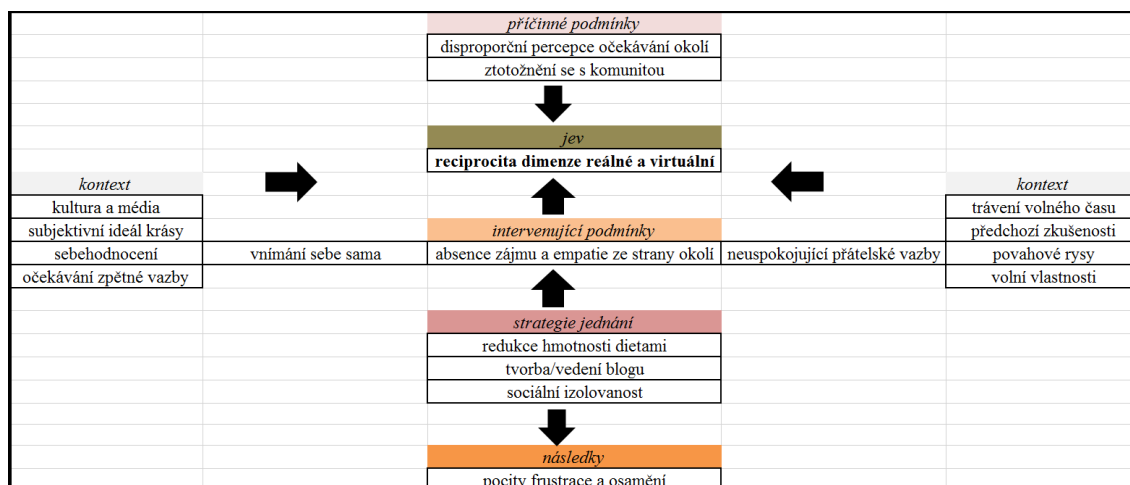 příčinné podmínky
disproporční percepce očekávání okolí
ztotožnění se s komunitou
jev
reciprocita dimenze reálné a virtuální
kontext
kultura a média
subjektivní ideál krásy
sebehodnocení
očekávání zpětné vazby
vnímání sebe sama
intervenující podmínky
absence zájmu a empatie ze strany okolí
neuspokojující přátelské vazby
kontext
trávení volného času
předchozí zkušenosti
povahové rysy
volní vlastnosti
strategie jednání
redukce hmotnosti dietami
tvorba/vedení blogu
sociální izolovanost
následky
pocity frustrace a osamění